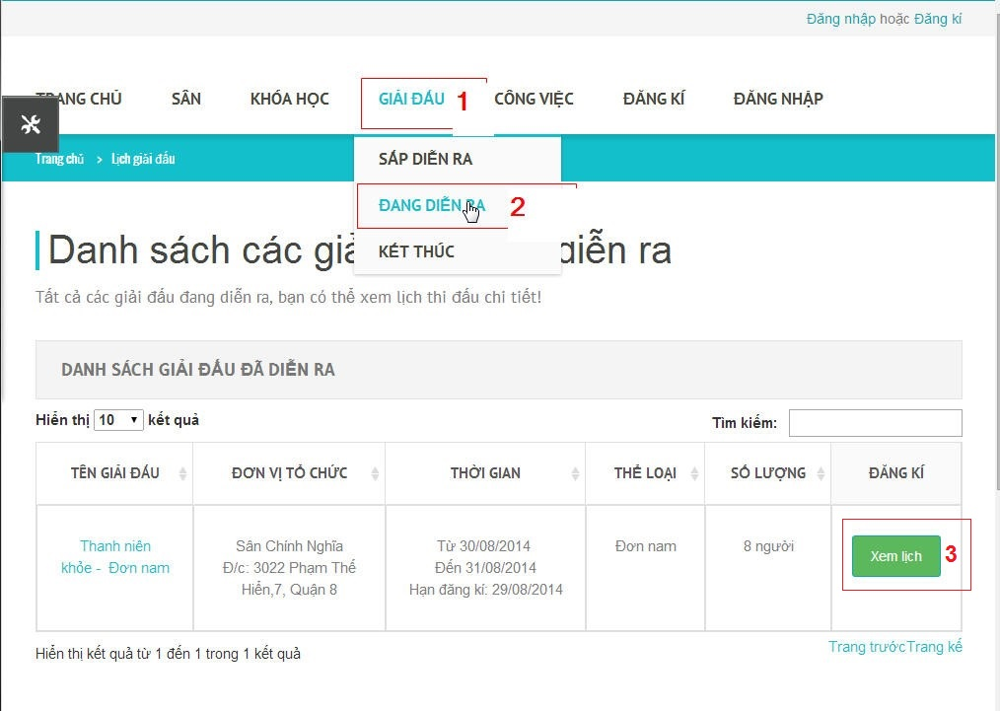 Đăng nhập hoặc Đăng kí
TRANG CHỦ SÂN KHÓA HỌC GIẢI ĐẤU 1 CÔNG VIỆC ĐĂNG KÍ ĐĂNG NHẬP
Trang chủ > Lịch giải đấu
SẮP DIỄN RA
ĐANG DIỄN RA 2
KẾT THÚC
Danh sách các giả diễn ra
Tất cả các giải đấu đang diễn ra, bạn có thể xem lịch thi đấu chi tiết!
DANH SÁCH GIẢI ĐẤU ĐÃ DIỄN RA
Hiển thị 10 kết quả Tìm kiếm:
TÊN GIẢI ĐẤU ĐƠN VỊ TỔ CHỨC THỜI GIAN THỂ LOẠI SỐ LƯỢNG ĐĂNG KÍ
Thanh niên Sân Chính Nghĩa Từ 30/08/2014 Đơn nam 8 người Xem lịch 3
khỏe - Đơn nam Đ/c: 3022 Phạm Thế Đến 31/08/2014
Hiển,7, Quận 8 Hạn đăng kí: 29/08/2014
Hiển thị kết quả từ 1 đến 1 trong 1 kết quả Trang trướcTrang kế